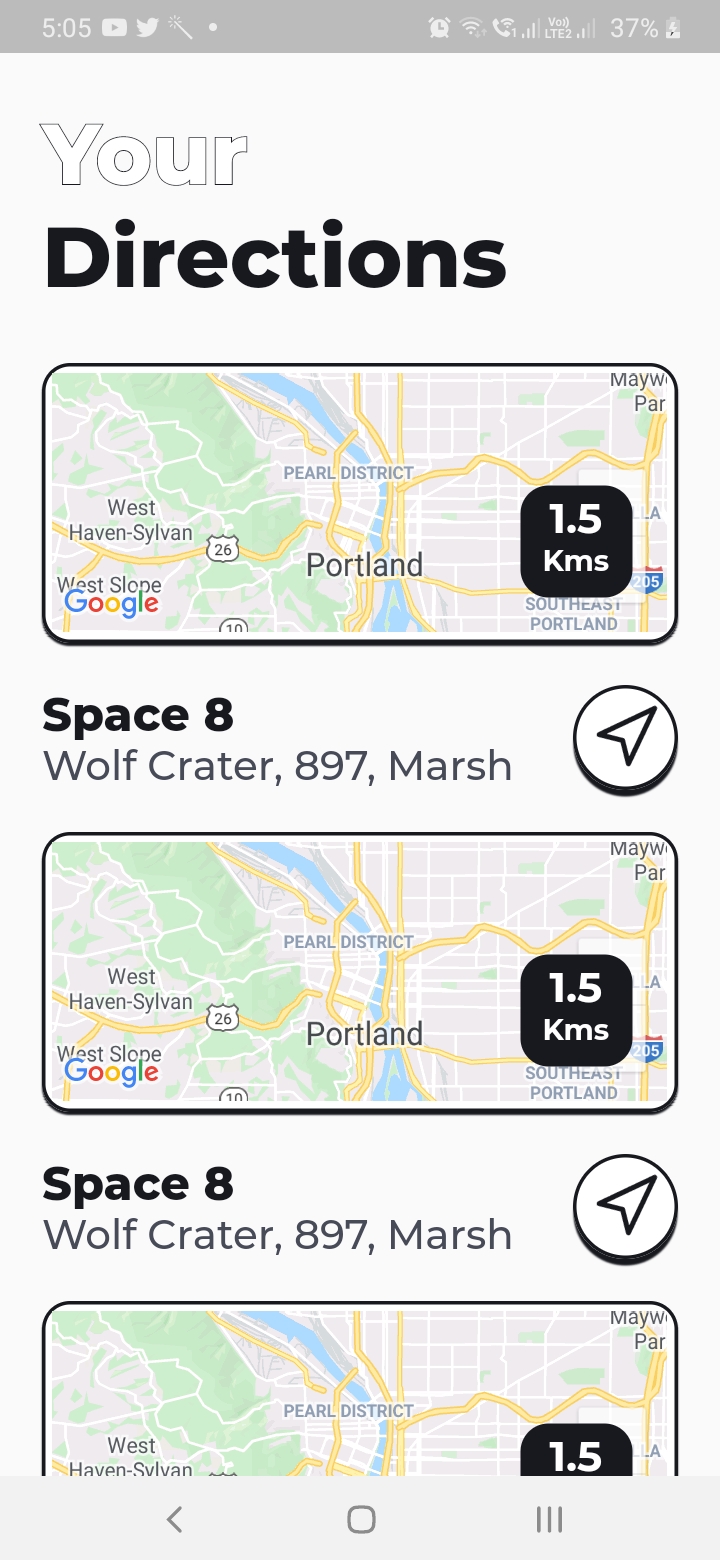 5:05
Vo))
LTE2
37%
Your
Directions
PEARL DISTRICT
West
Haven-Sylvan
26
Portland
West Slope
Google
10
Par
1.5
Kms
205
SOUTHEAST
PORTLAND
Space 8
Wolf Crater, 897, Marsh
PEARL DISTRICT
West
Haven-Sylvan
26
Portland
West Slope
Google
10
Par
1.5
Kms
205
SOUTHEAST
PORTLAND
Space 8
Wolf Crater, 897, Marsh
Par
PEARL DISTRICT
West
Haven-Sylvan
1.5